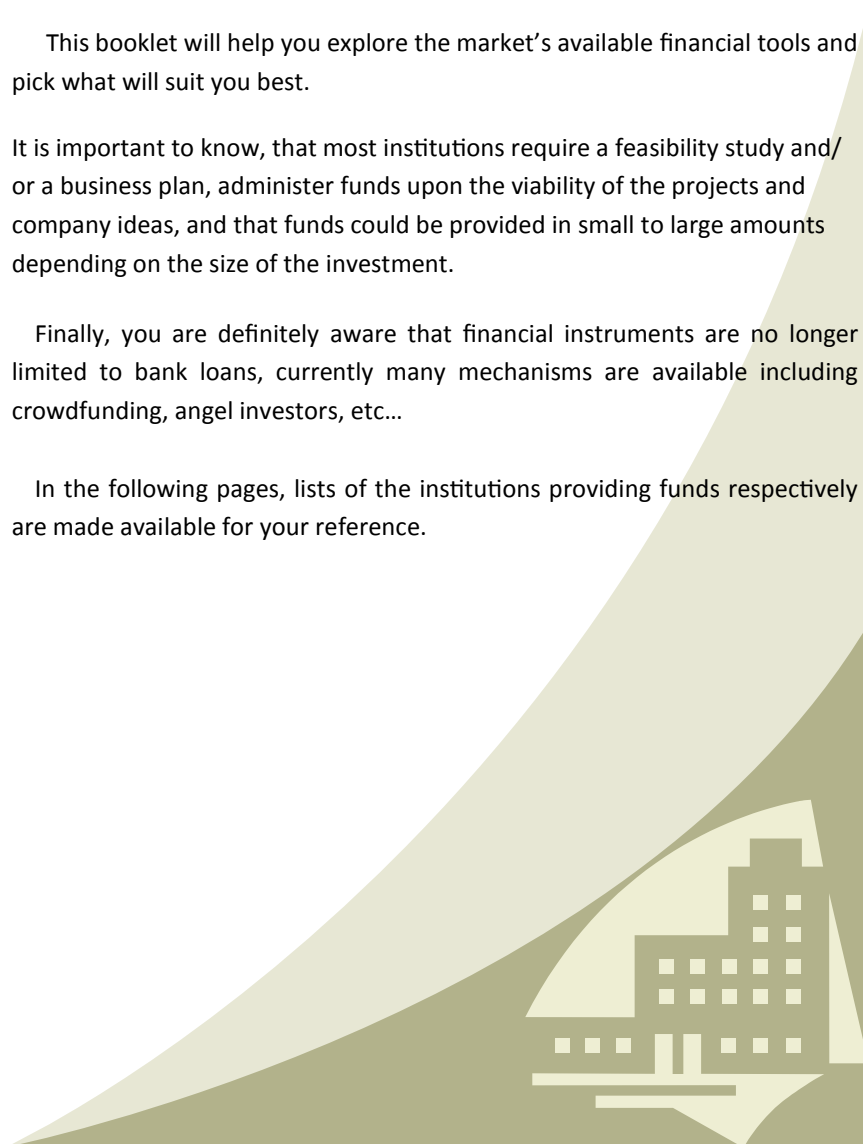 This booklet will help you explore the market’s available financial tools and
pick what will suit you best.
It is important to know, that most institutions require a feasibility study and/
or a business plan, administer funds upon the viability of the projects and
company ideas, and that funds could be provided in small to large amounts
depending on the size of the investment.
Finally, you are definitely aware that financial instruments are no longer
limited to bank loans, currently many mechanisms are available including
crowdfunding, angel investors, etc…
In the following pages, lists of the institutions providing funds respectively
are made available for your reference.